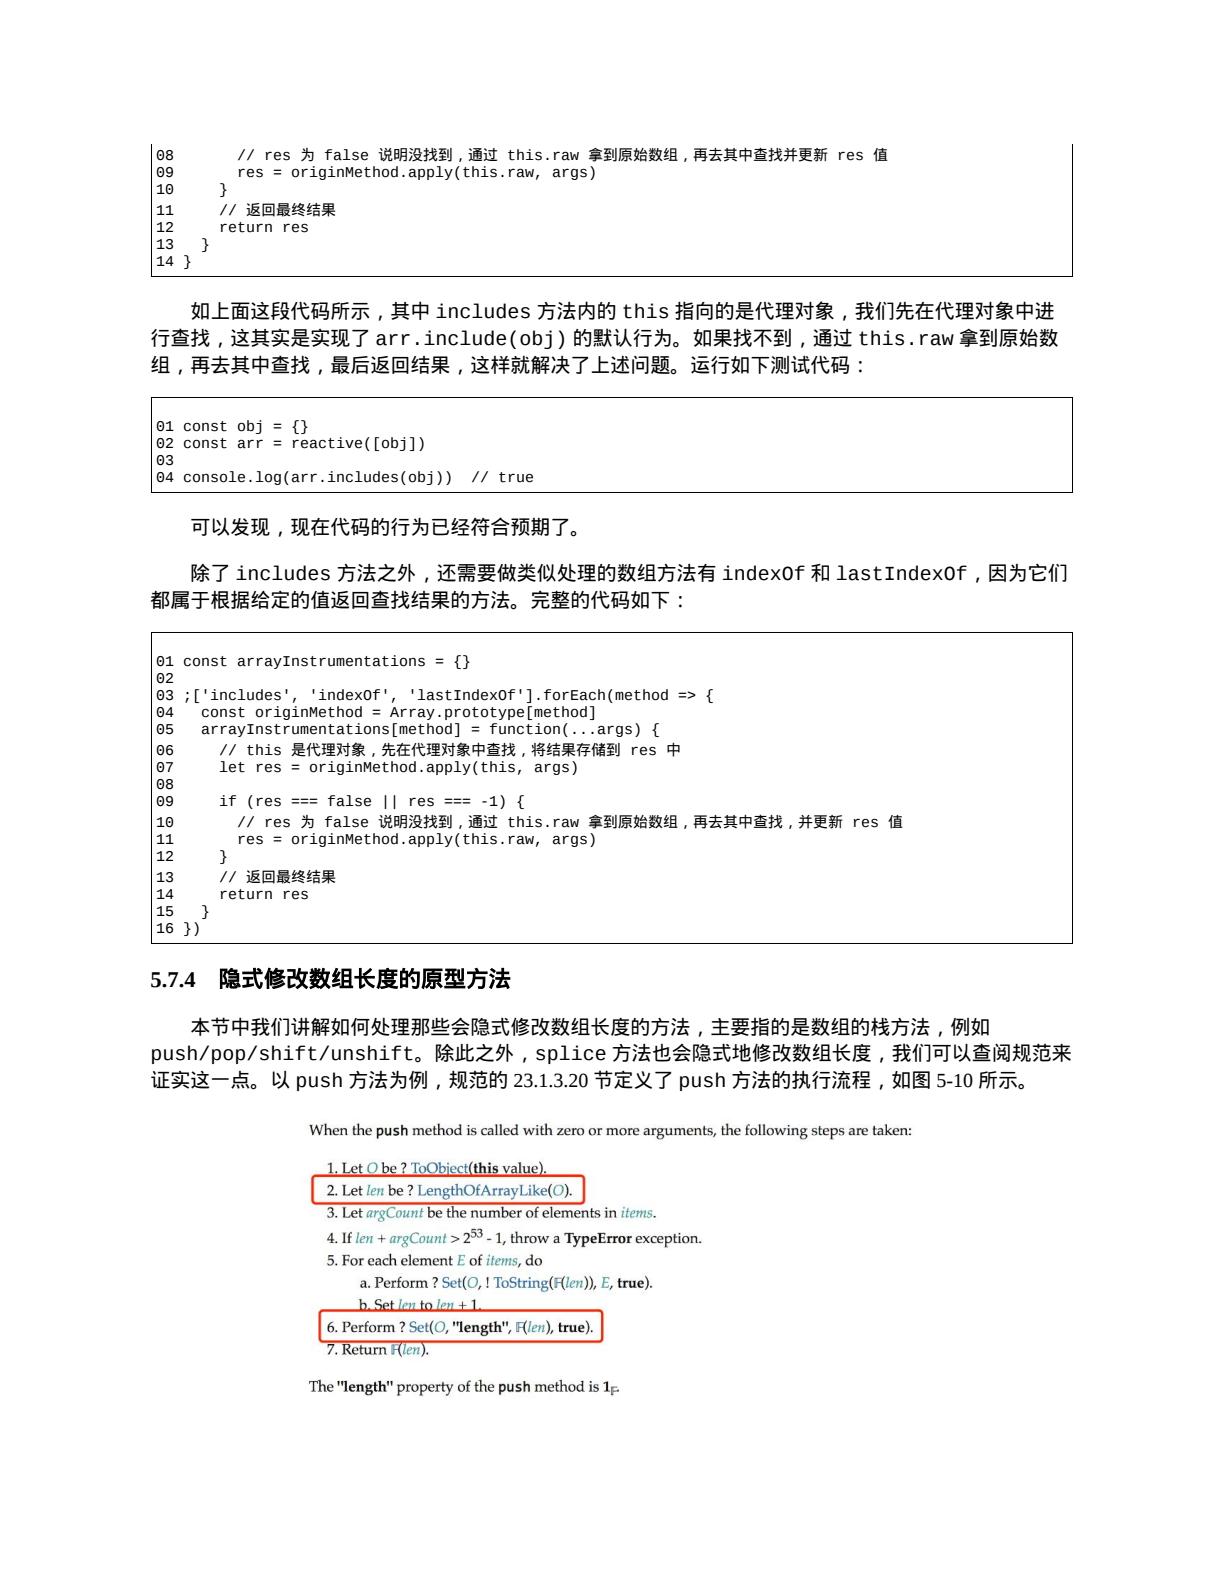 08       // res 为 false 说明没找到，通过 this.raw 拿到原始数组，再去其中查找并更新 res 值
09       res = originMethod.apply(this.raw, args)
10     }
11     // 返回最终结果
12     return res
13   }
14 }
如上面这段代码所示，其中 includes 方法内的 this 指向的是代理对象，我们先在代理对象中进
行查找，这其实是实现了 arr.include(obj) 的默认行为。如果找不到，通过 this.raw 拿到原始数
组，再去其中查找，最后返回结果，这样就解决了上述问题。运行如下测试代码：
01 const obj = {}
02 const arr = reactive([obj])
03
04 console.log(arr.includes(obj))  // true
可以发现，现在代码的行为已经符合预期了。
除了 includes 方法之外，还需要做类似处理的数组方法有 indexOf 和 lastIndexOf，因为它们
都属于根据给定的值返回查找结果的方法。完整的代码如下：
01 const arrayInstrumentations = {}
02
03 ;['includes', 'indexOf', 'lastIndexOf'].forEach(method => {
04   const originMethod = Array.prototype[method]
05   arrayInstrumentations[method] = function(...args) {
06     // this 是代理对象，先在代理对象中查找，将结果存储到 res 中
07     let res = originMethod.apply(this, args)
08
09     if (res === false || res === -1) {
10       // res 为 false 说明没找到，通过 this.raw 拿到原始数组，再去其中查找，并更新 res 值
11       res = originMethod.apply(this.raw, args)
12     }
13     // 返回最终结果
14     return res
15   }
16 })
5.7.4 隐式修改数组长度的原型方法
本节中我们讲解如何处理那些会隐式修改数组长度的方法，主要指的是数组的栈方法，例如
push/pop/shift/unshift。除此之外，splice 方法也会隐式地修改数组长度，我们可以查阅规范来
证实这一点。以 push 方法为例，规范的 23.1.3.20 节定义了 push 方法的执行流程，如图 5-10 所示。
When the push method is called with zero or more arguments, the following steps are taken:
1. Let O be ? ToObject(this value).
2. Let len be ? LengthOfArrayLike(O).
3. Let argCount be the number of elements in items.
4. If len + argCount > 2⁵³ - 1, throw a TypeError exception.
5. For each element E of items, do
a. Perform ? Set(O, ! ToString(𝔽(len)), E, true).
b. Set len to len + 1.
6. Perform ? Set(O, "length", 𝔽(len), true).
7. Return 𝔽(len).
The "length" property of the push method is 1𝔽.